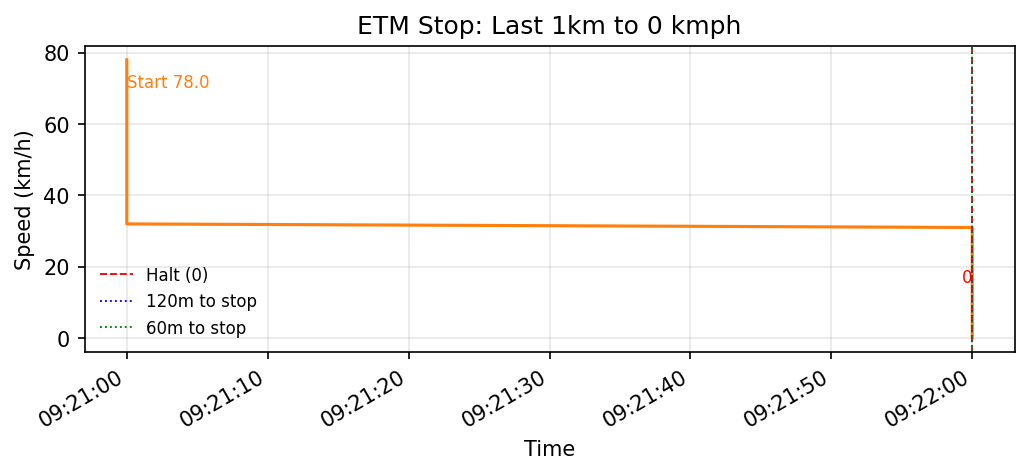 ETM Stop: Last 1km to 0 kmph
80
Start 78.0
60
40
20
0
Speed (km/h)
Halt (0)
120m to stop
60m to stop
0
09:21:00
09:21:10
09:21:20
09:21:30
09:21:40
09:21:50
09:22:00
Time